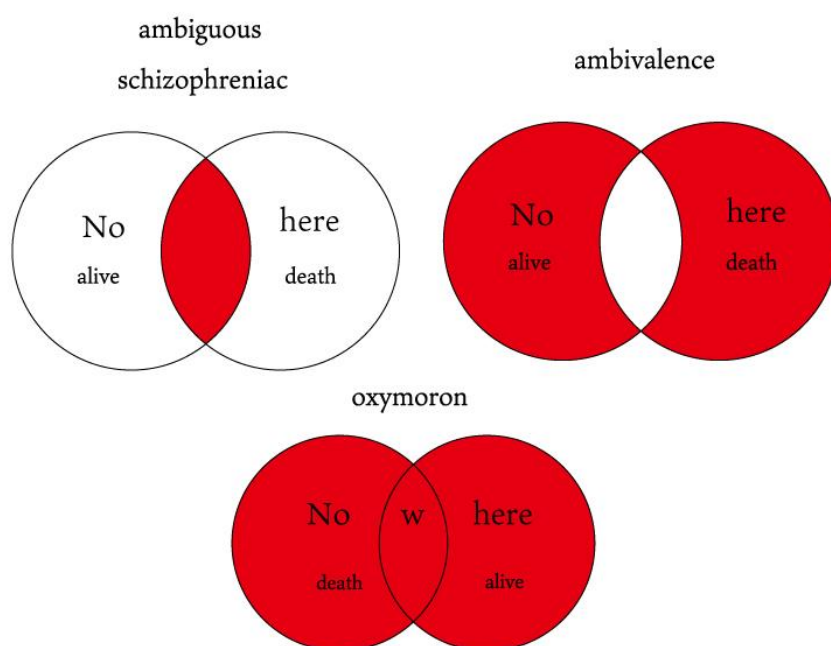 ambiguous
schizophreniac
ambivalence
No here
alive death
No here
alive death
oxymoron
No w here
death alive